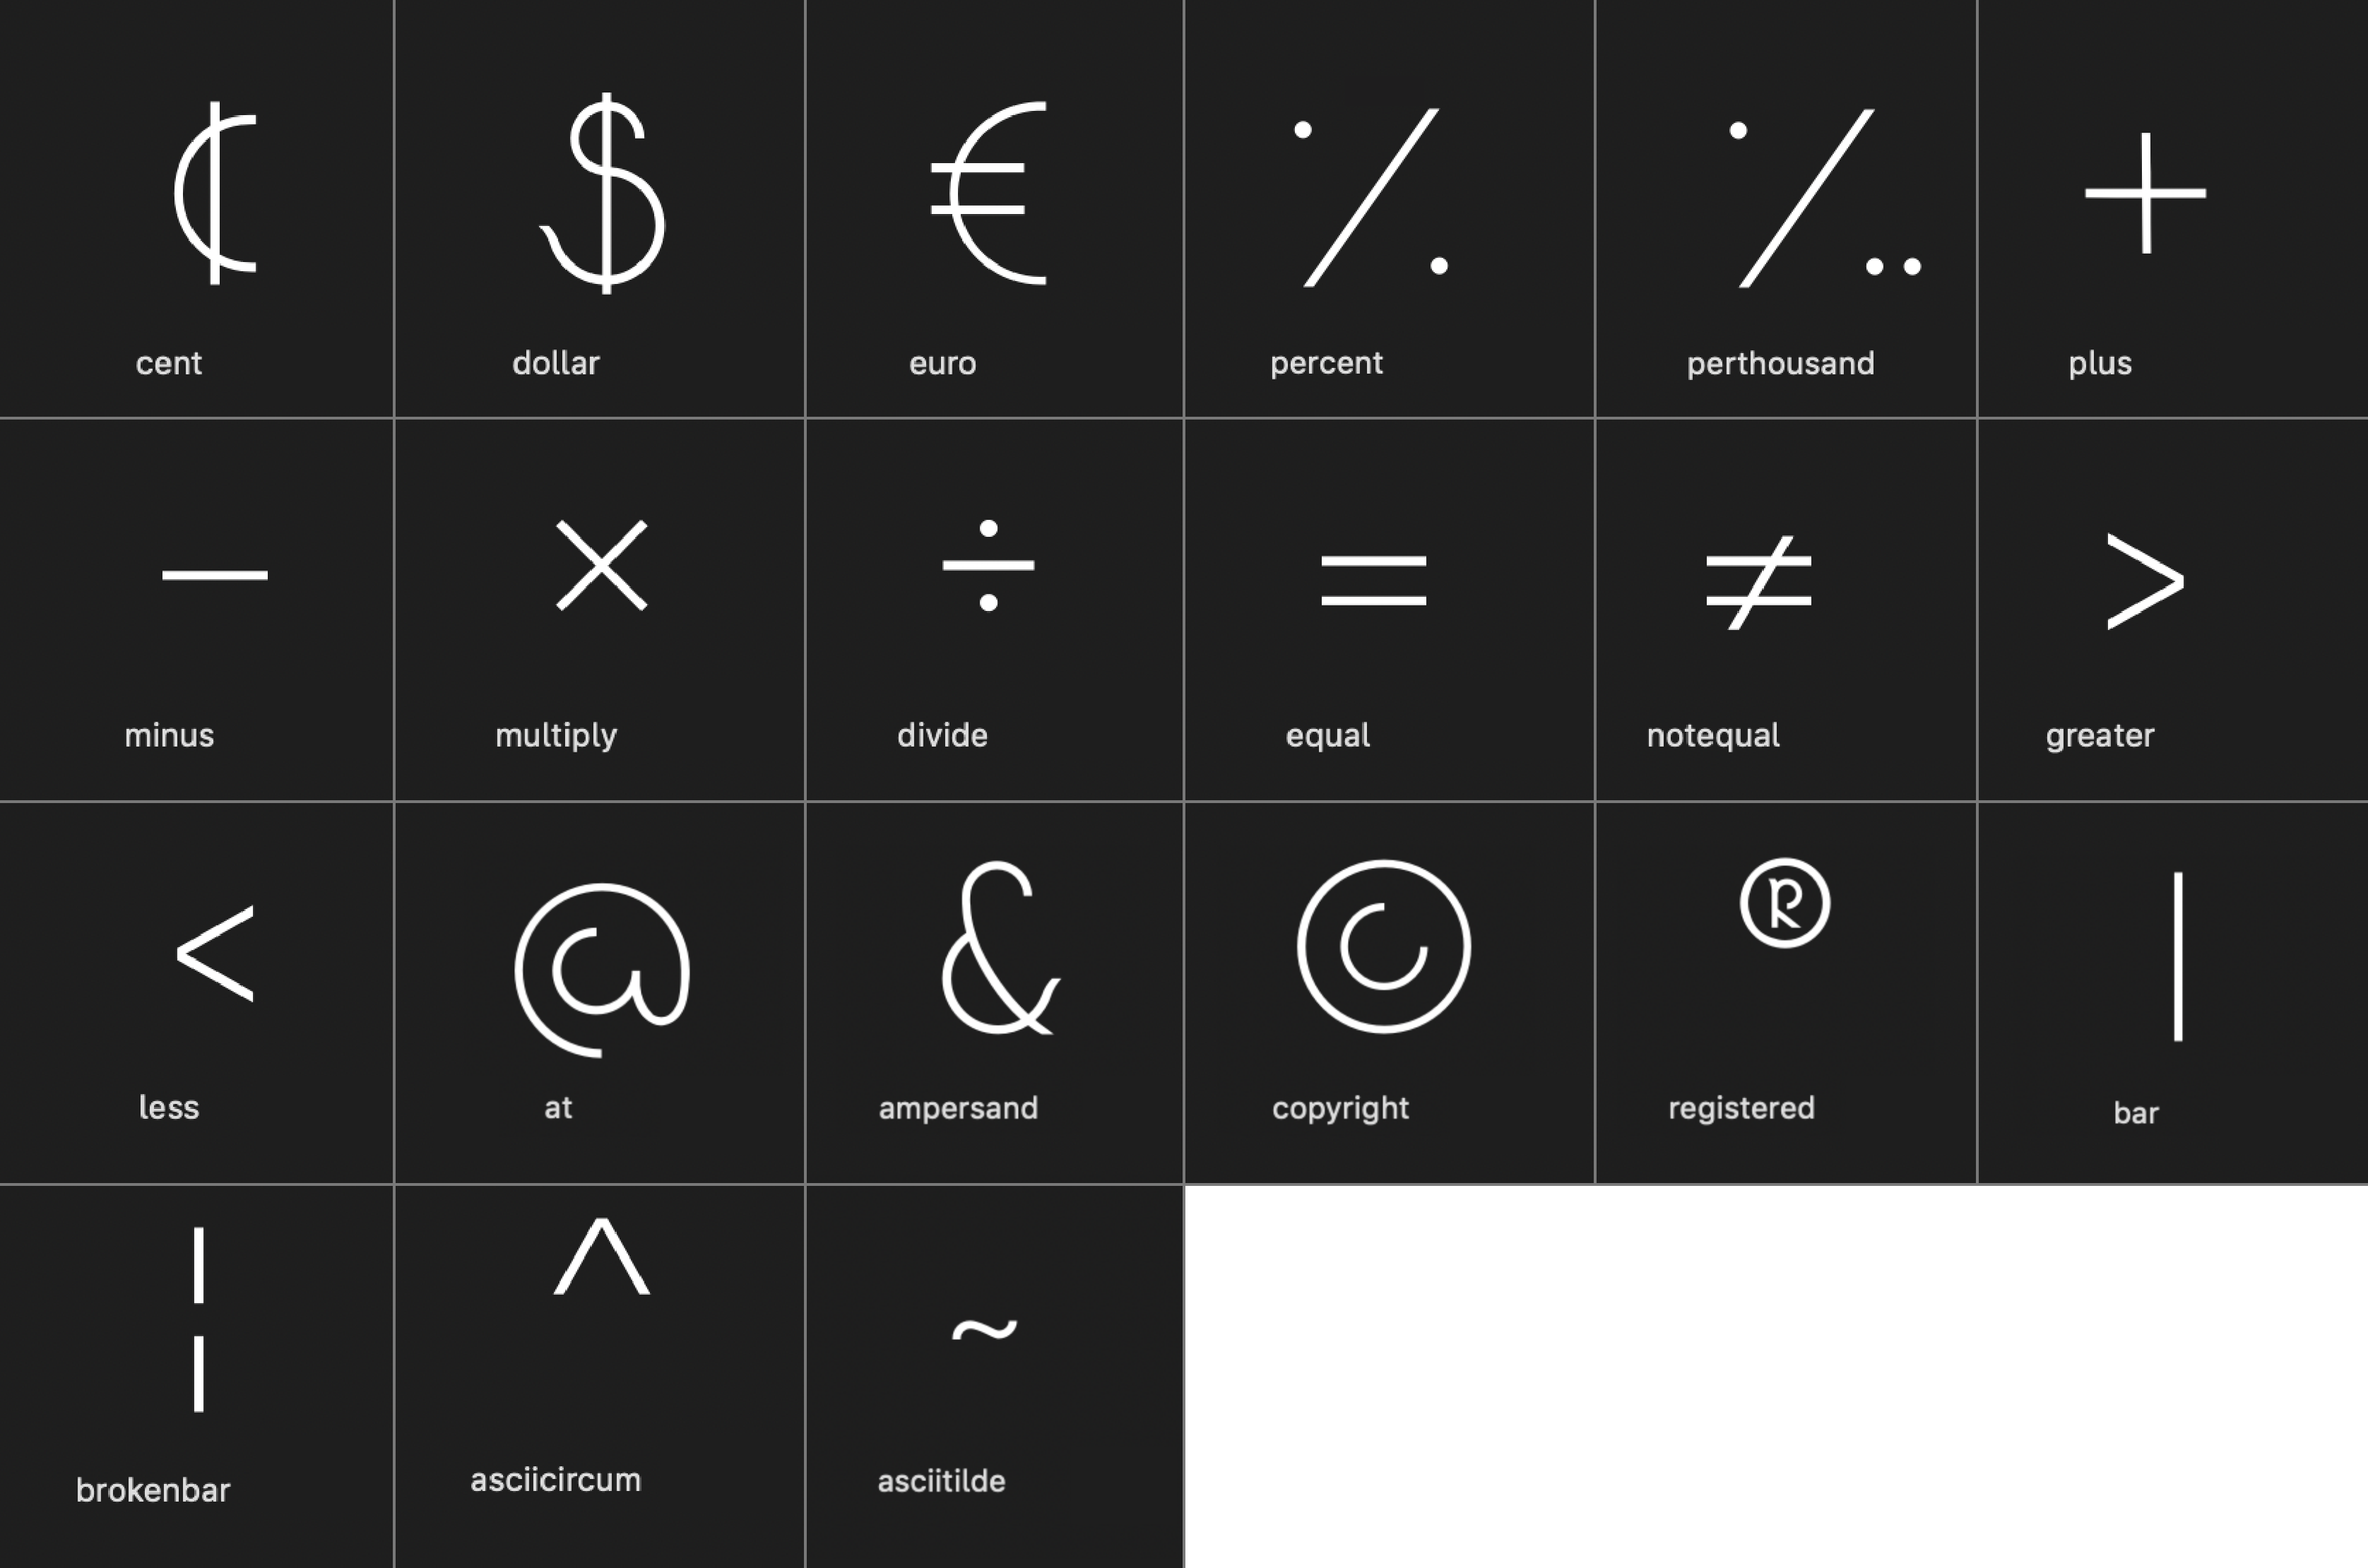 ¢ $ € % ‰ +
cent dollar euro percent perthousand plus
− × ÷ = ≠ >
minus multiply divide equal notequal greater
< @ & © ® |
less at ampersand copyright registered bar
¦ ^ ~
brokenbar asciicircum asciitilde